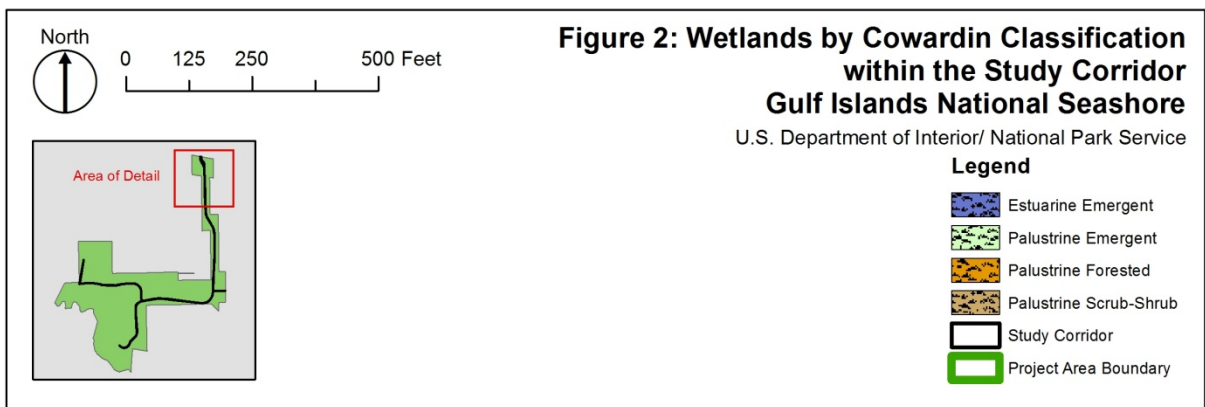 North
0 125 250 500 Feet
Area of Detail
Figure 2: Wetlands by Cowardin Classification
within the Study Corridor
Gulf Islands National Seashore
U.S. Department of Interior/ National Park Service
Legend
Estuarine Emergent
Palustrine Emergent
Palustrine Forested
Palustrine Scrub-Shrub
Study Corridor
Project Area Boundary